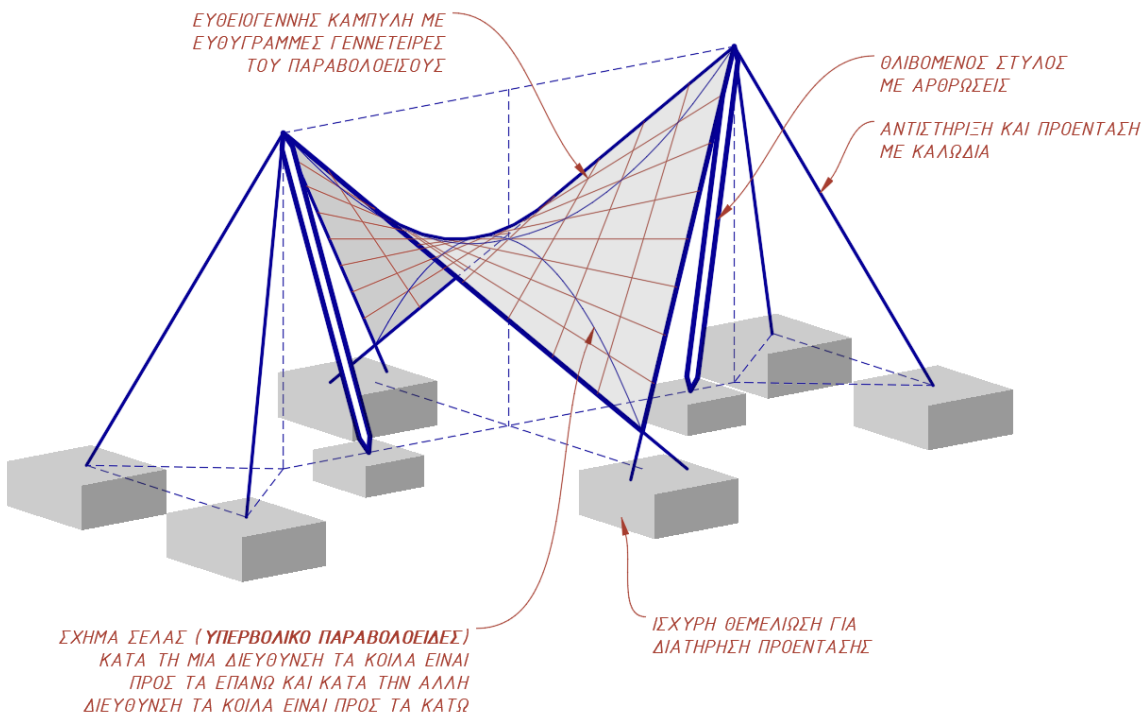 ΕΥΘΕΙΟΓΕΝΝΗΣ ΚΑΜΠΥΛΗ ΜΕ
ΕΥΘΥΓΡΑΜΜΕΣ ΓΕΝΝΕΤΕΙΡΕΣ
ΤΟΥ ΠΑΡΑΒΟΛΟΕΙΣΟΥΣ
ΘΛΙΒΟΜΕΝΟΣ ΣΤΥΛΟΣ
ΜΕ ΑΡΘΡΩΣΕΙΣ
ΑΝΤΙΣΤΗΡΙΞΗ ΚΑΙ ΠΡΟΕΝΤΑΣΗ
ΜΕ ΚΑΛΩΔΙΑ
ΣΧΗΜΑ ΣΕΛΑΣ (ΥΠΕΡΒΟΛΙΚΟ ΠΑΡΑΒΟΛΟΕΙΔΕΣ)
ΚΑΤΑ ΤΗ ΜΙΑ ΔΙΕΥΘΥΝΣΗ ΤΑ ΚΟΙΛΑ ΕΙΝΑΙ
ΠΡΟΣ ΤΑ ΕΠΑΝΩ ΚΑΙ ΚΑΤΑ ΤΗΝ ΑΛΛΗ
ΔΙΕΥΘΥΝΣΗ ΤΑ ΚΟΙΛΑ ΕΙΝΑΙ ΠΡΟΣ ΤΑ ΚΑΤΩ
ΙΣΧΥΡΗ ΘΕΜΕΛΙΩΣΗ ΓΙΑ
ΔΙΑΤΗΡΗΣΗ ΠΡΟΕΝΤΑΣΗΣ